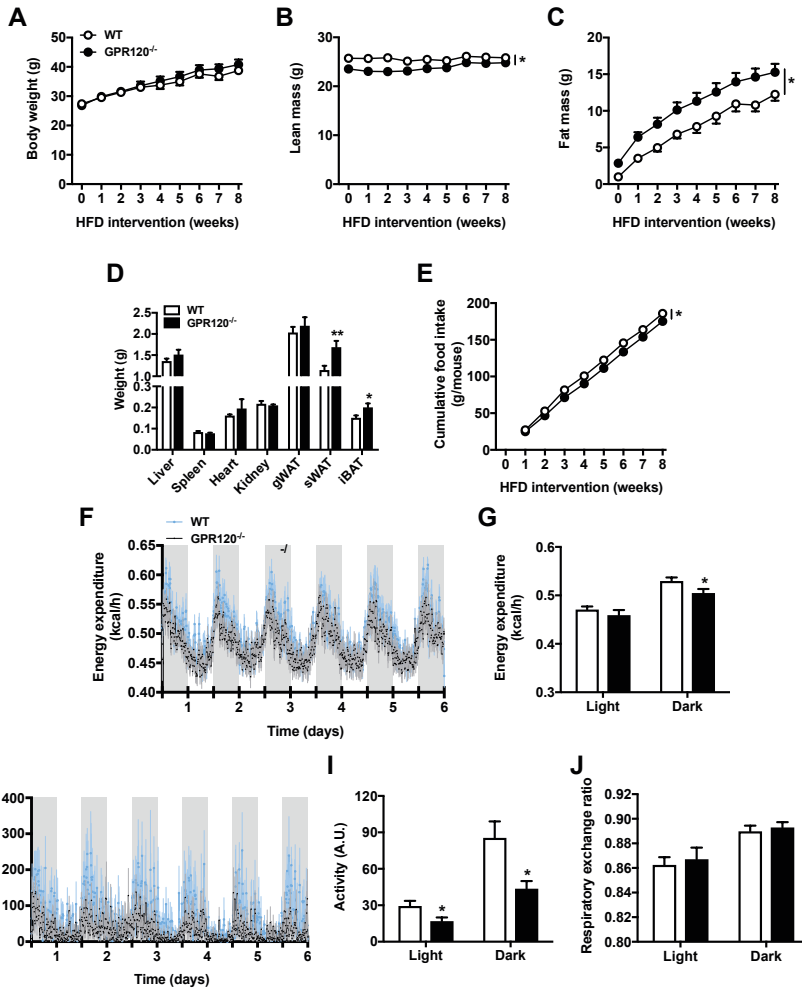 A
WT
GPR120-/-
Body weight (g)
50
40
30
20
10
0
0 1 2 3 4 5 6 7 8
HFD intervention (weeks)
B
Lean mass (g)
30
20
10
0
*
0 1 2 3 4 5 6 7 8
HFD intervention (weeks)
C
Fat mass (g)
20
15
10
5
0
*
0 1 2 3 4 5 6 7 8
HFD intervention (weeks)
D
WT
GPR120-/-
Weight (g)
2.5
2.0
1.5
1.0
0.5
0.3
0.2
0.1
0.0
**
*
Liver
Spleen
Heart
Kidney
gWAT
sWAT
iBAT
E
Cumulative food intake
(g/mouse)
200
150
100
50
0
*
0 1 2 3 4 5 6 7 8
HFD intervention (weeks)
F
WT
GPR120-/-
-/
Energy expenditure
(kcal/h)
0.65
0.60
0.55
0.50
0.45
0.40
1 2 3 4 5 6
Time (days)
G
Energy expenditure
(kcal/h)
0.6
0.5
0.4
0.3
*
Light Dark
400
300
200
100
0
1 2 3 4 5 6
Time (days)
I
Activity (A.U.)
120
90
60
30
0
*
*
Light Dark
J
Respiratory exchange ratio
0.92
0.90
0.88
0.86
0.84
0.82
0.80
Light Dark